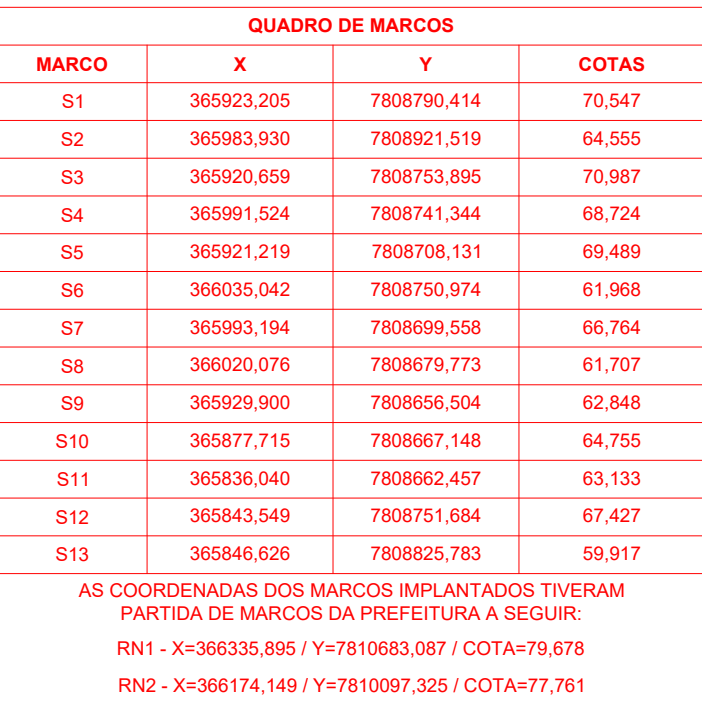 QUADRO DE MARCOS
MARCO X Y COTAS
S1 365923,205 7808790,414 70,547
S2 365983,930 7808921,519 64,555
S3 365920,659 7808753,895 70,987
S4 365991,524 7808741,344 68,724
S5 365921,219 7808708,131 69,489
S6 366035,042 7808750,974 61,968
S7 365993,194 7808699,558 66,764
S8 366020,076 7808679,773 61,707
S9 365929,900 7808656,504 62,848
S10 365877,715 7808667,148 64,755
S11 365836,040 7808662,457 63,133
S12 365843,549 7808751,684 67,427
S13 365846,626 7808825,783 59,917
AS COORDENADAS DOS MARCOS IMPLANTADOS TIVERAM
PARTIDA DE MARCOS DA PREFEITURA A SEGUIR:
RN1 - X=366335,895 / Y=7810683,087 / COTA=79,678
RN2 - X=366174,149 / Y=7810097,325 / COTA=77,761